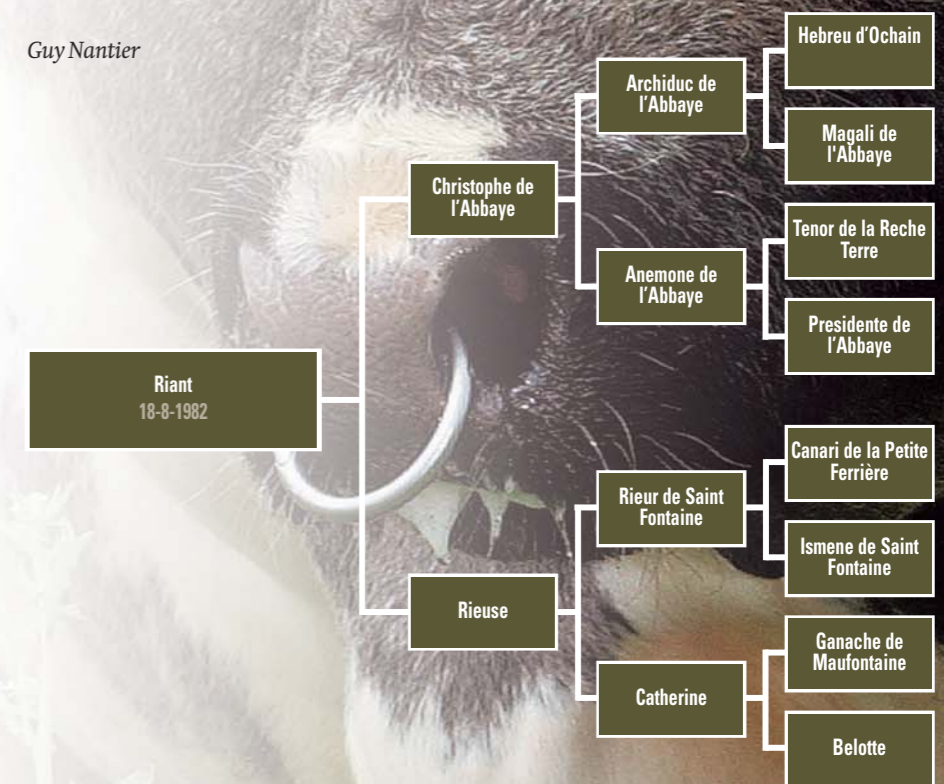 Guy Nantier
Riant
18-8-1982
Christophe de
l'Abbaye
Rieuse
Archiduc de
l'Abbaye
Anemone de
l'Abbaye
Rieur de Saint
Fontaine
Catherine
Hebreu d'Ochain
Magali de
l'Abbaye
Tenor de la Reche
Terre
Presidente de
l'Abbaye
Canari de la Petite
Ferrière
Ismene de Saint
Fontaine
Ganache de
Maufontaine
Belotte